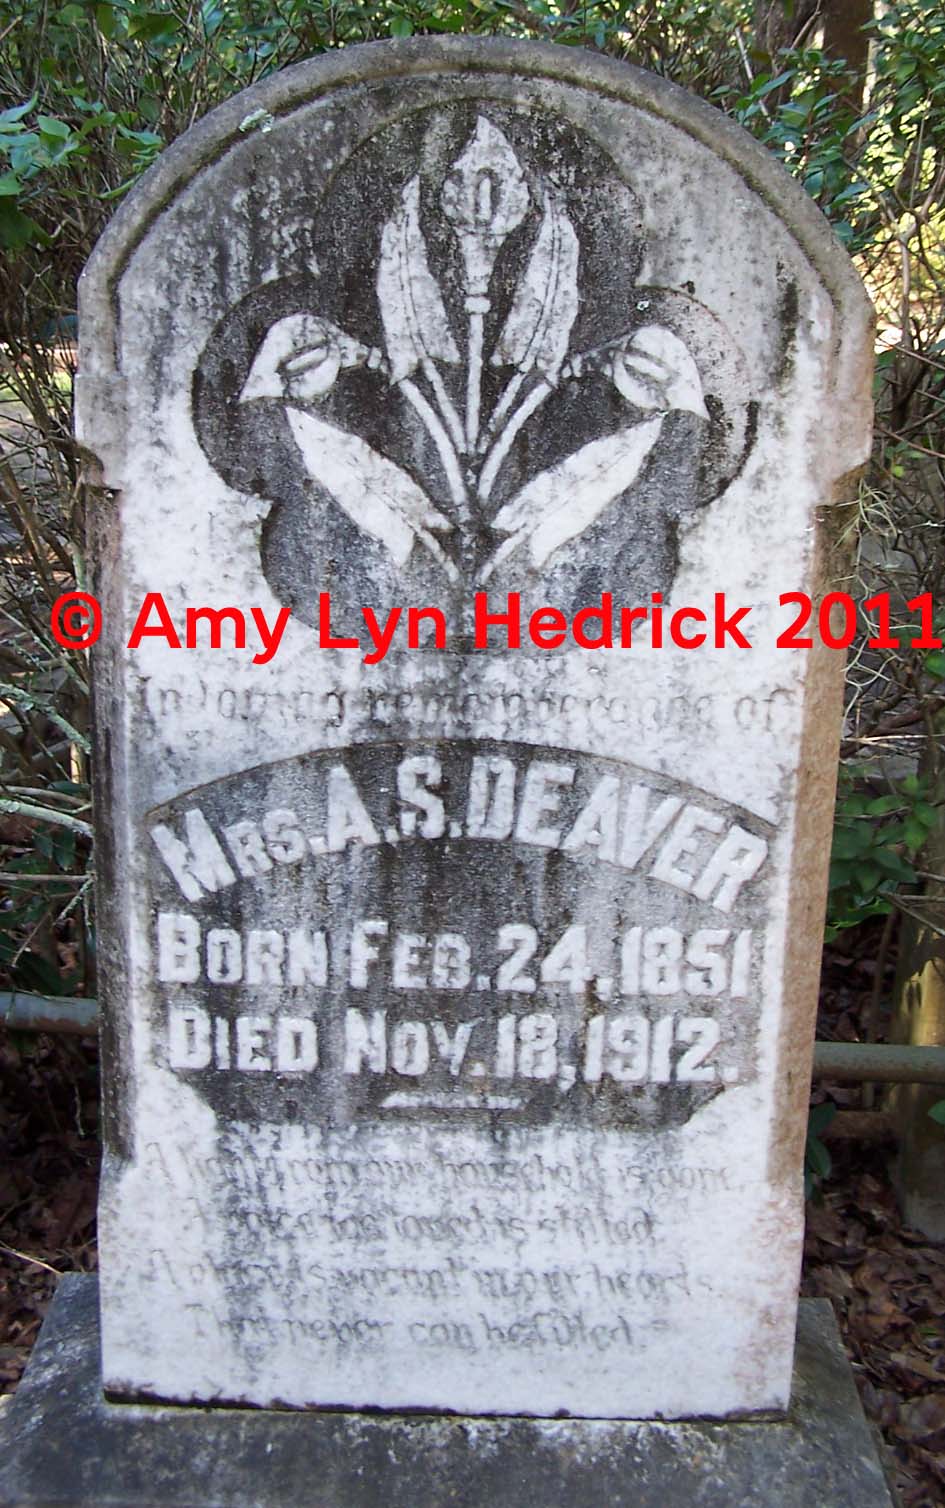 © Amy Lyn Hedrick 2011
In loving remembrance of
MRS. A. S. DEAVER
BORN FEB. 24, 1851
DIED NOV. 18, 1912.
A light from our household is gone
A voice we loved is stilled
A place is vacant in our hearts
That never can be filled.